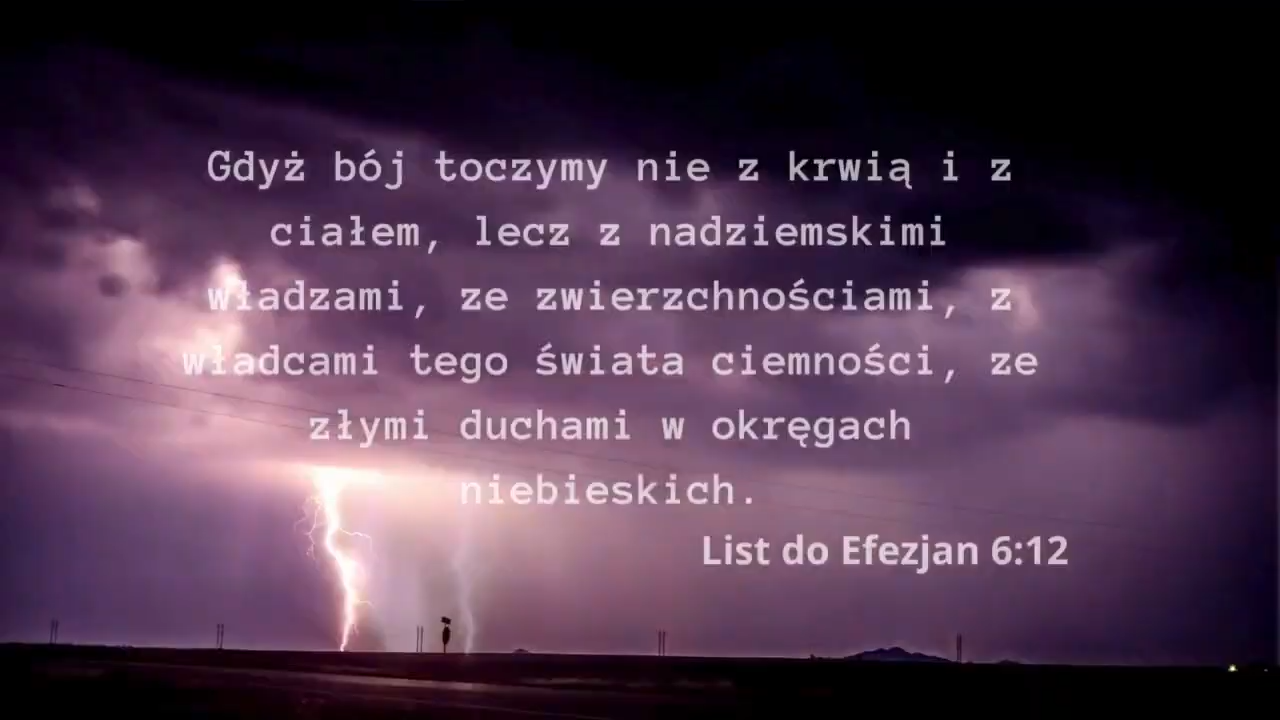 Gdyż bój toczymy nie z krwią i z
ciałem, lecz z nadziemskimi
władzami, ze zwierzchnościami, z
władcami tego świata ciemności, ze
złymi duchami w okręgach
niebieskich.
List do Efezjan 6:12